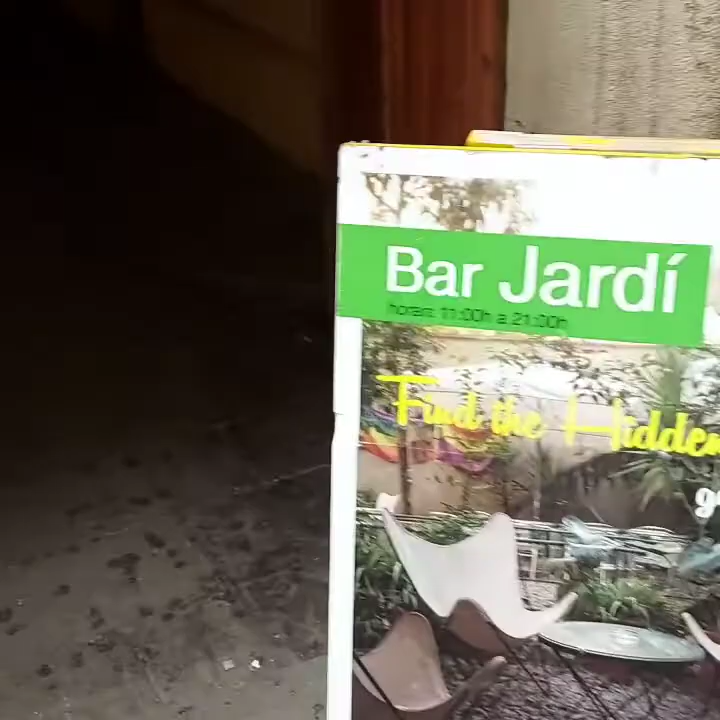 Bar Jardí
horari: 11:00h a 21:00h
Find the Hidden